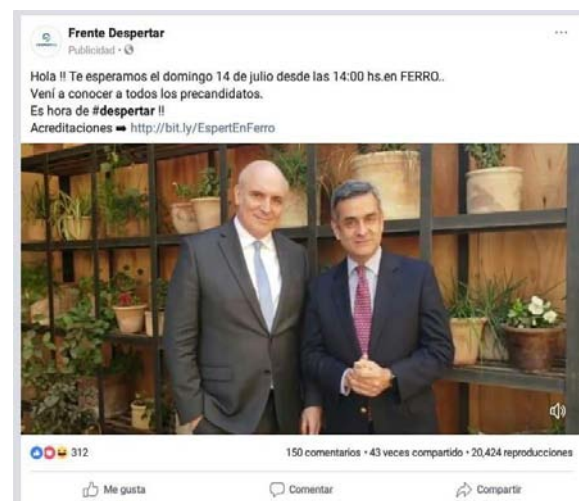 Frente Despertar
Publicidad •
Hola !! Te esperamos el domingo 14 de julio desde las 14:00 hs.en FERRO..
Vení a conocer a todos los precandidatos.
Es hora de #despertar !!
Acreditaciones ➡ http://bit.ly/EspertEnFerro
312 150 comentarios • 43 veces compartido • 20,424 reproducciones
Me gusta Comentar Compartir